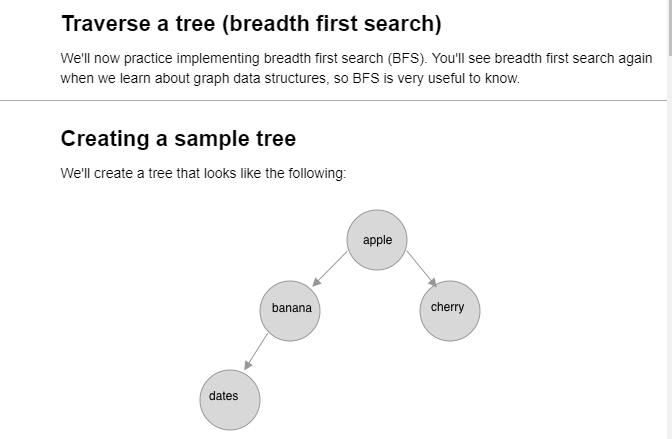 Traverse a tree (breadth first search)
We'll now practice implementing breadth first search (BFS). You'll see breadth first search again
when we learn about graph data structures, so BFS is very useful to know.
Creating a sample tree
We'll create a tree that looks like the following:
apple
banana
cherry
dates